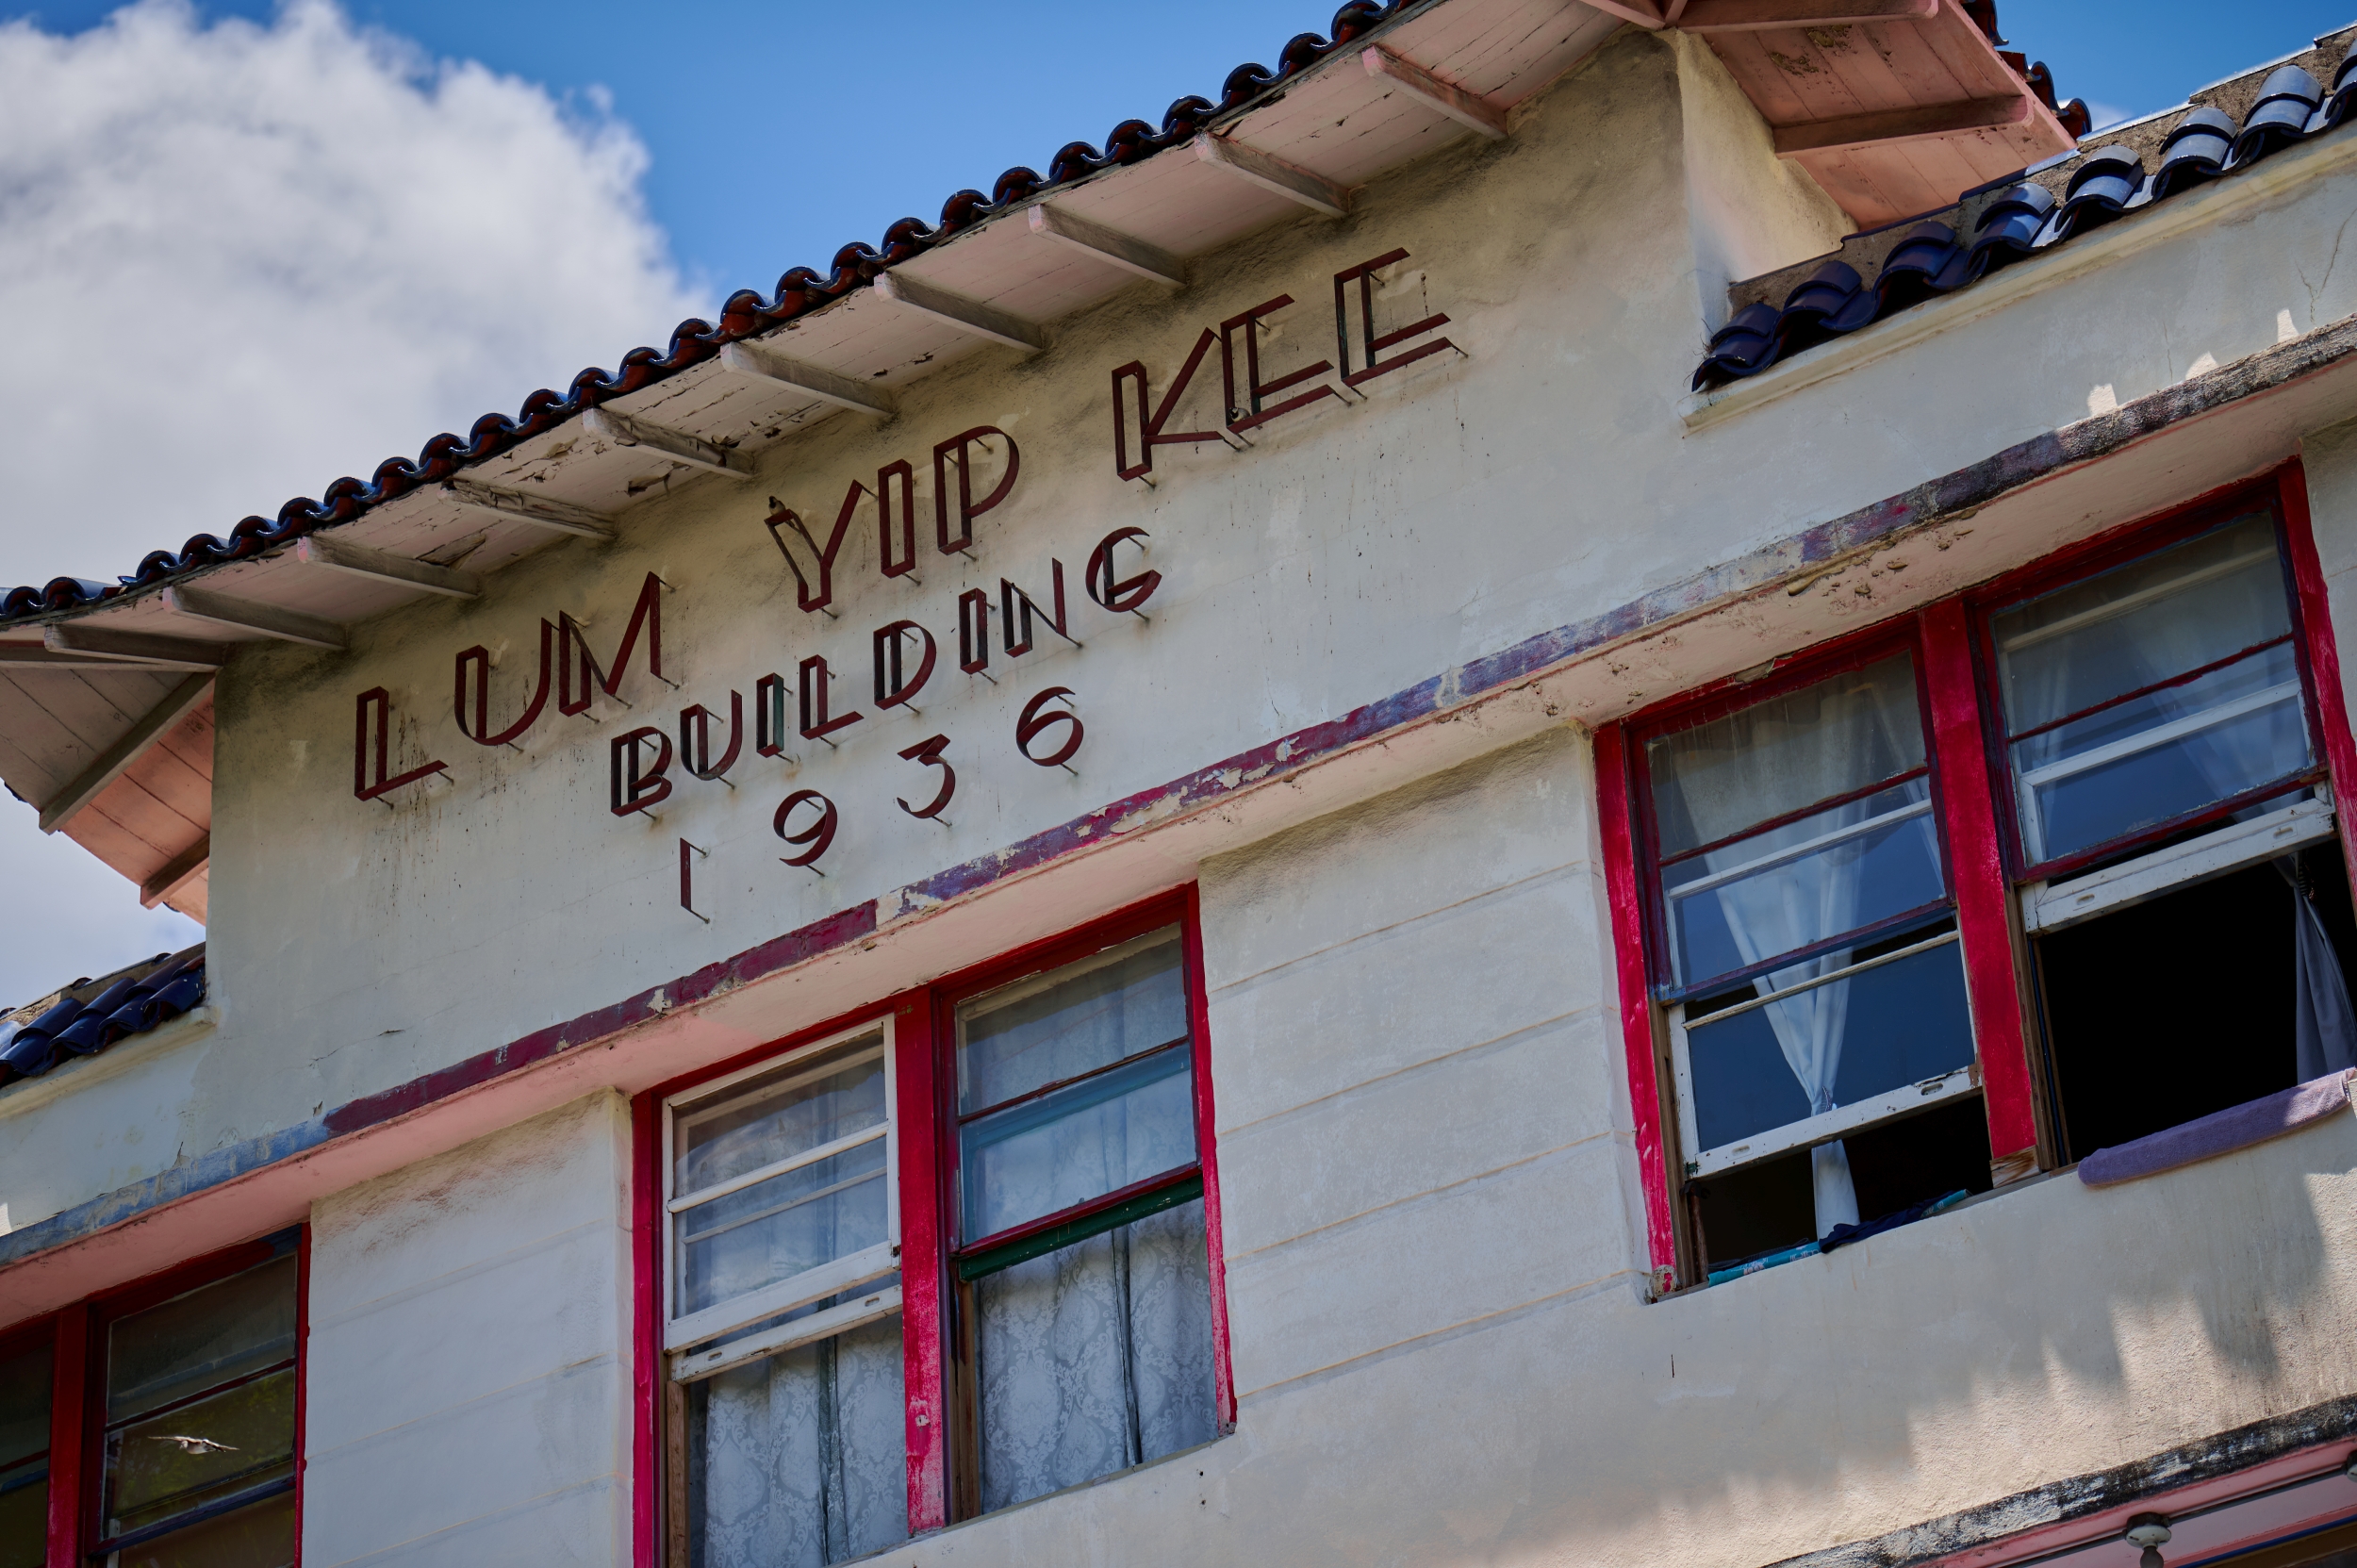 LUM YIP KEE
BUILDING
1936